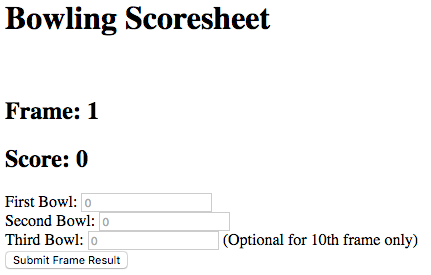 Bowling Scoresheet
Frame: 1
Score: 0
First Bowl: 0
Second Bowl: 0
Third Bowl: 0 (Optional for 10th frame only)
Submit Frame Result